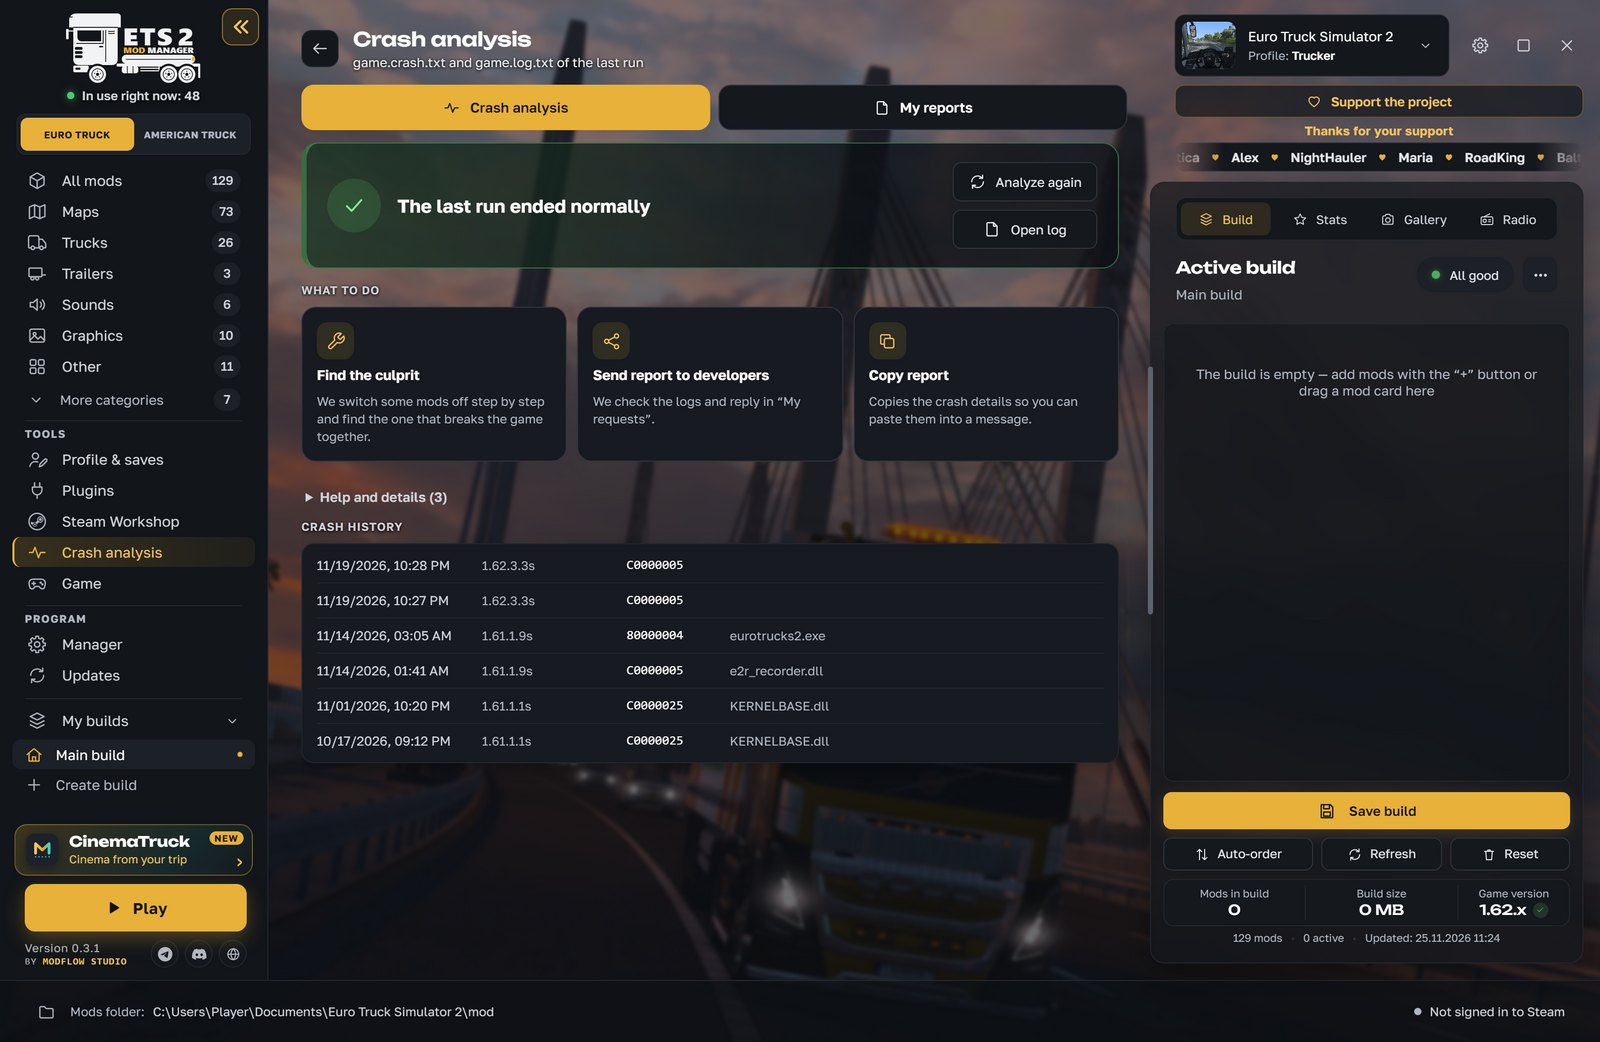 ETS 2
MOD MANAGER
In use right now: 48
EURO TRUCK
AMERICAN TRUCK
All mods 129
Maps 73
Trucks 26
Trailers 3
Sounds 6
Graphics 10
Other 11
More categories 7
TOOLS
Profile & saves
Plugins
Steam Workshop
Crash analysis
Game
PROGRAM
Manager
Updates
My builds
Main build
Create build
CinemaTruck NEW
Cinema from your trip
Play
Version 0.3.1
BY MODFLOW STUDIO
Crash analysis
game.crash.txt and game.log.txt of the last run
Crash analysis
My reports
The last run ended normally
Analyze again
Open log
WHAT TO DO
Find the culprit
We switch some mods off step by step
and find the one that breaks the game
together.
Send report to developers
We check the logs and reply in “My
requests”.
Copy report
Copies the crash details so you can
paste them into a message.
Help and details (3)
CRASH HISTORY
11/19/2026, 10:28 PM 1.62.3.3s C0000005
11/19/2026, 10:27 PM 1.62.3.3s C0000005
11/14/2026, 03:05 AM 1.61.1.9s 80000004 eurotrucks2.exe
11/14/2026, 01:41 AM 1.61.1.9s C0000005 e2r_recorder.dll
11/01/2026, 10:20 PM 1.61.1.1s C0000025 KERNELBASE.dll
10/17/2026, 09:12 PM 1.61.1.1s C0000025 KERNELBASE.dll
Euro Truck Simulator 2
Profile: Trucker
Support the project
Thanks for your support
Alex NightHauler Maria RoadKing
Build
Stats
Gallery
Radio
Active build
Main build
All good
The build is empty – add mods with the “+” button or
drag a mod card here
Save build
Auto-order
Refresh
Reset
Mods in build
0
Build size
0 MB
Game version
1.62.x
129 mods · 0 active · Updated: 25.11.2026 11:24
Mods folder: C:\Users\Player\Documents\Euro Truck Simulator 2\mod
Not signed in to Steam